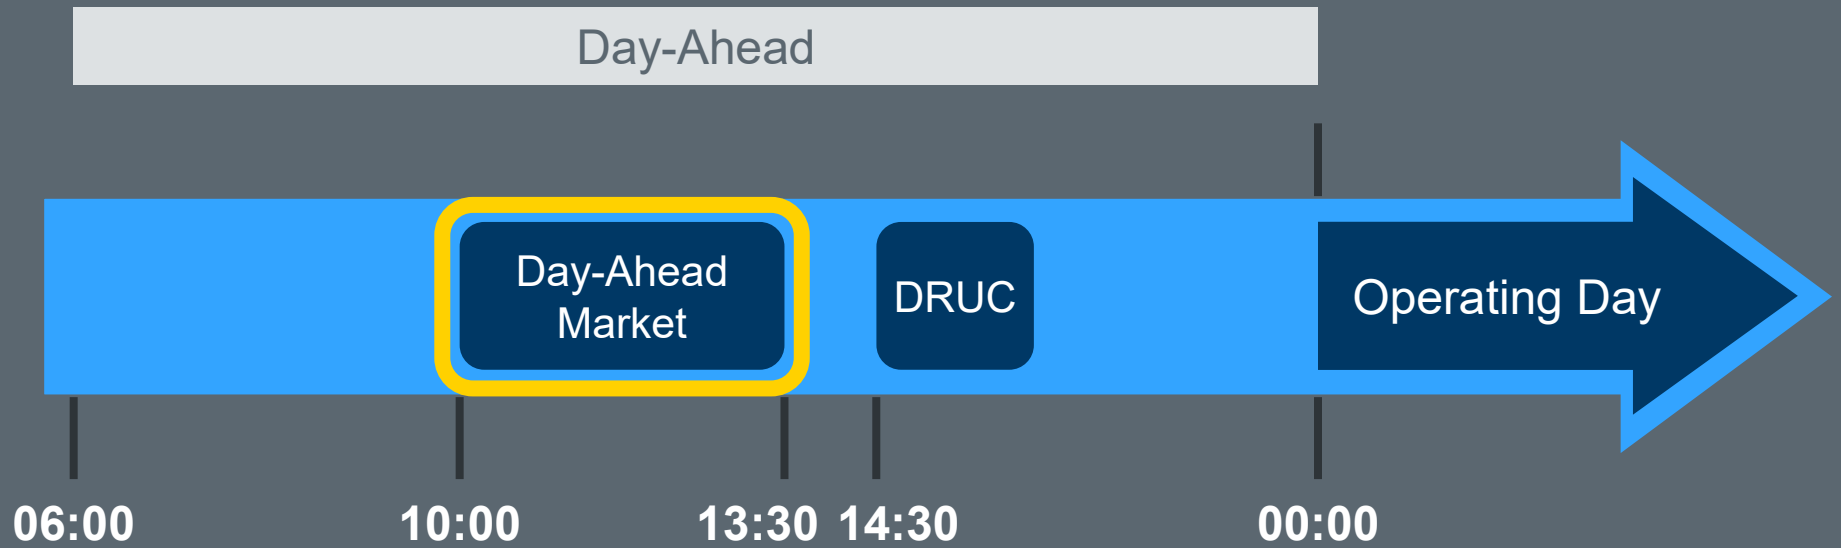 Day-Ahead
Day-Ahead
Market
DRUC
Operating Day
06:00
10:00
13:30
14:30
00:00